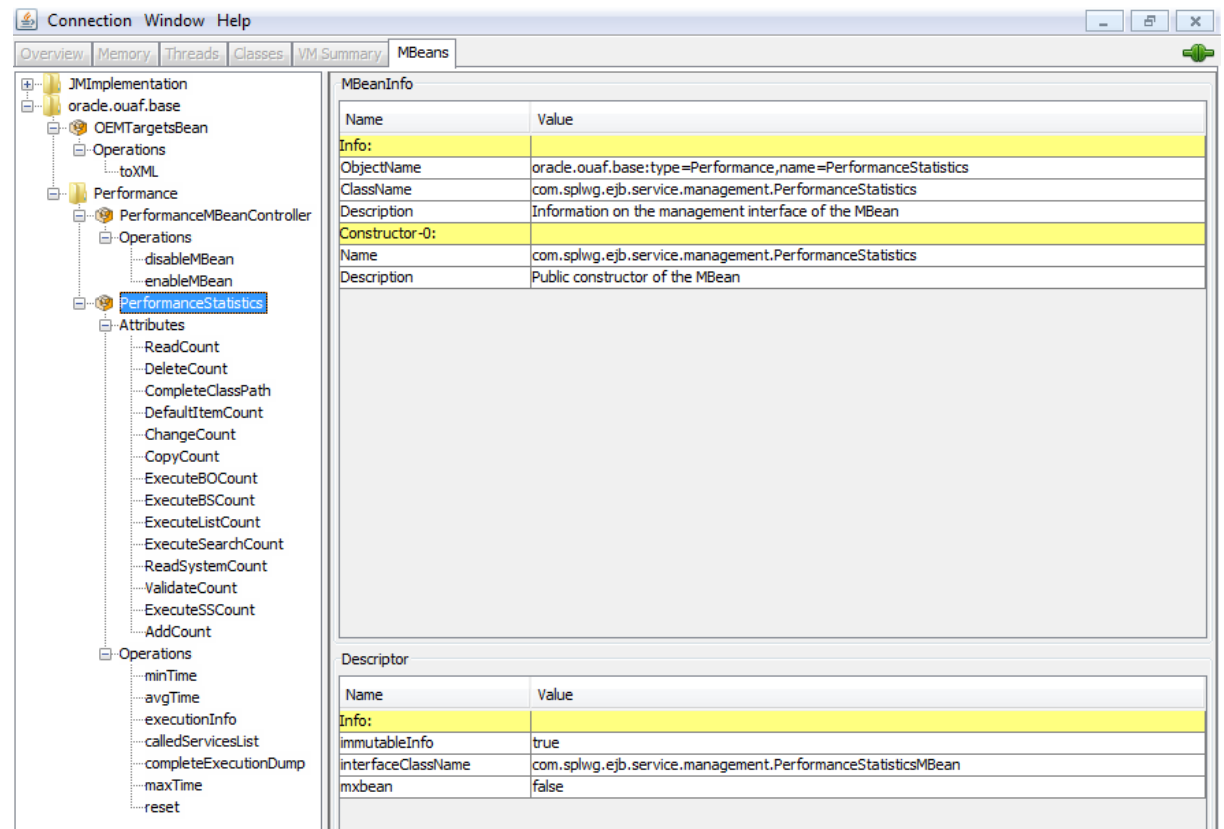 Connection Window Help
Overview Memory Threads Classes VM Summary MBeans
JMImplementation
oracle.ouaf.base
OEMTargetsBean
Operations
toXML
Performance
PerformanceMBeanController
Operations
disableMBean
enableMBean
PerformanceStatistics
Attributes
ReadCount
DeleteCount
CompleteClassPath
DefaultItemCount
ChangeCount
CopyCount
ExecuteBOCount
ExecuteBSCount
ExecuteListCount
ExecuteSearchCount
ReadSystemCount
ValidateCount
ExecuteSSCount
AddCount
Operations
minTime
avgTime
executionInfo
calledServicesList
completeExecutionDump
maxTime
reset
MBeanInfo
Name Value
Info:
ObjectName oracle.ouaf.base:type=Performance,name=PerformanceStatistics
ClassName com.splwg.ejb.service.management.PerformanceStatistics
Description Information on the management interface of the MBean
Constructor-0:
Name com.splwg.ejb.service.management.PerformanceStatistics
Description Public constructor of the MBean
Descriptor
Name Value
Info:
immutableInfo true
interfaceClassName com.splwg.ejb.service.management.PerformanceStatisticsMBean
mxbean false